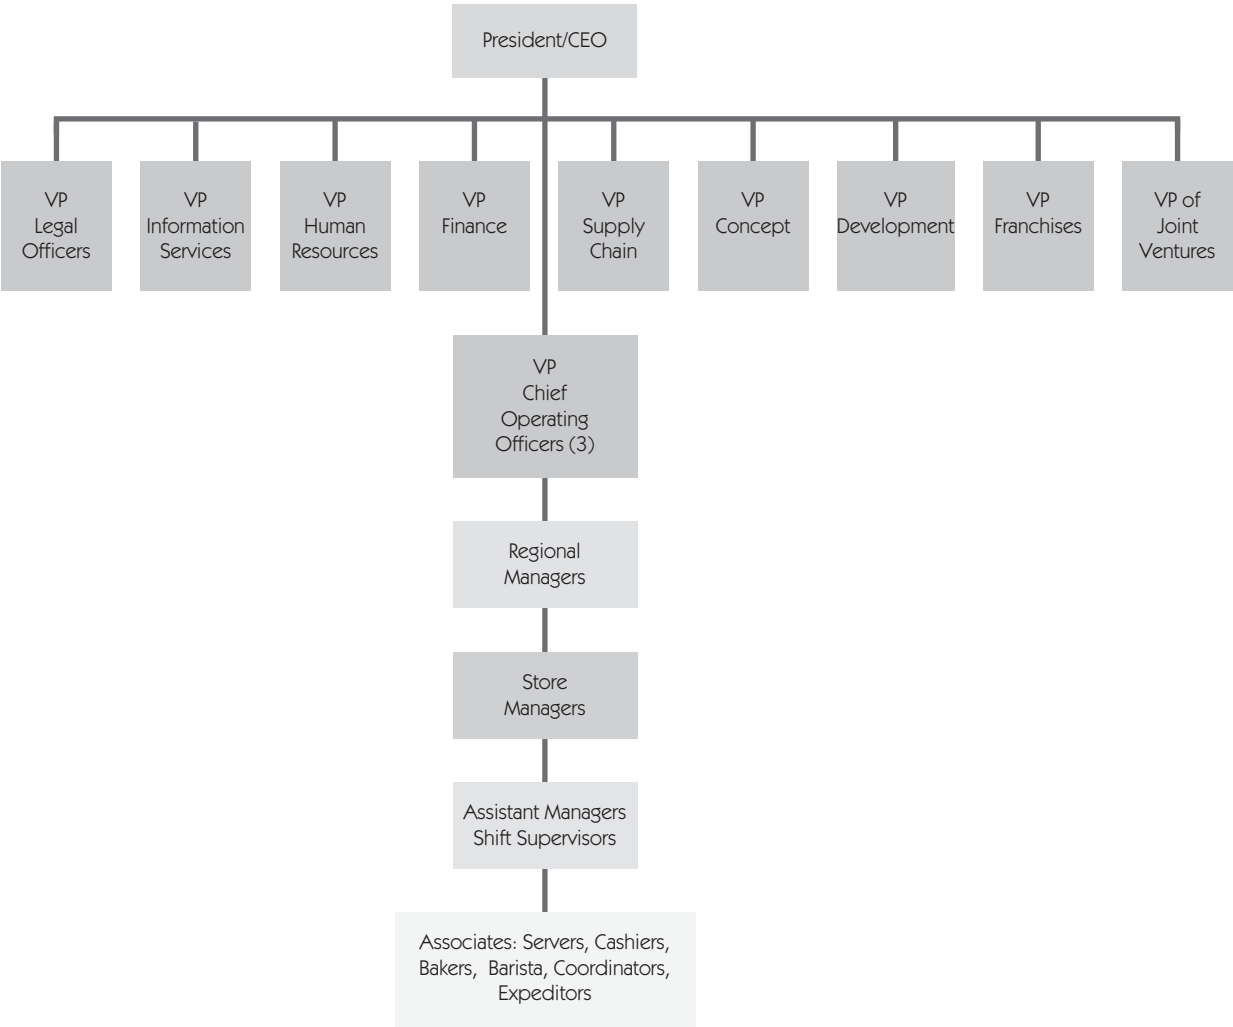 President/CEO
VP
Legal
Officers
VP
Information
Services
VP
Human
Resources
VP
Finance
VP
Supply
Chain
VP
Concept
VP
Development
VP
Franchises
VP of
Joint
Ventures
VP
Chief
Operating
Officers (3)
Regional
Managers
Store
Managers
Assistant Managers
Shift Supervisors
Associates: Servers, Cashiers,
Bakers, Barista, Coordinators,
Expeditors